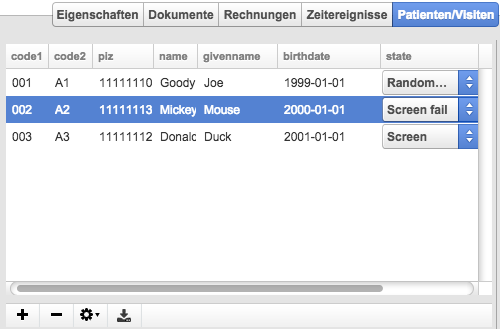 Eigenschaften Dokumente Rechnungen Zeitereignisse Patienten/Visiten
code1 code2 piz name givenname birthdate state
001 A1 11111110 Goody Joe 1999-01-01 Random...
002 A2 11111113 Mickey Mouse 2000-01-01 Screen fail
003 A3 11111112 Donald Duck 2001-01-01 Screen